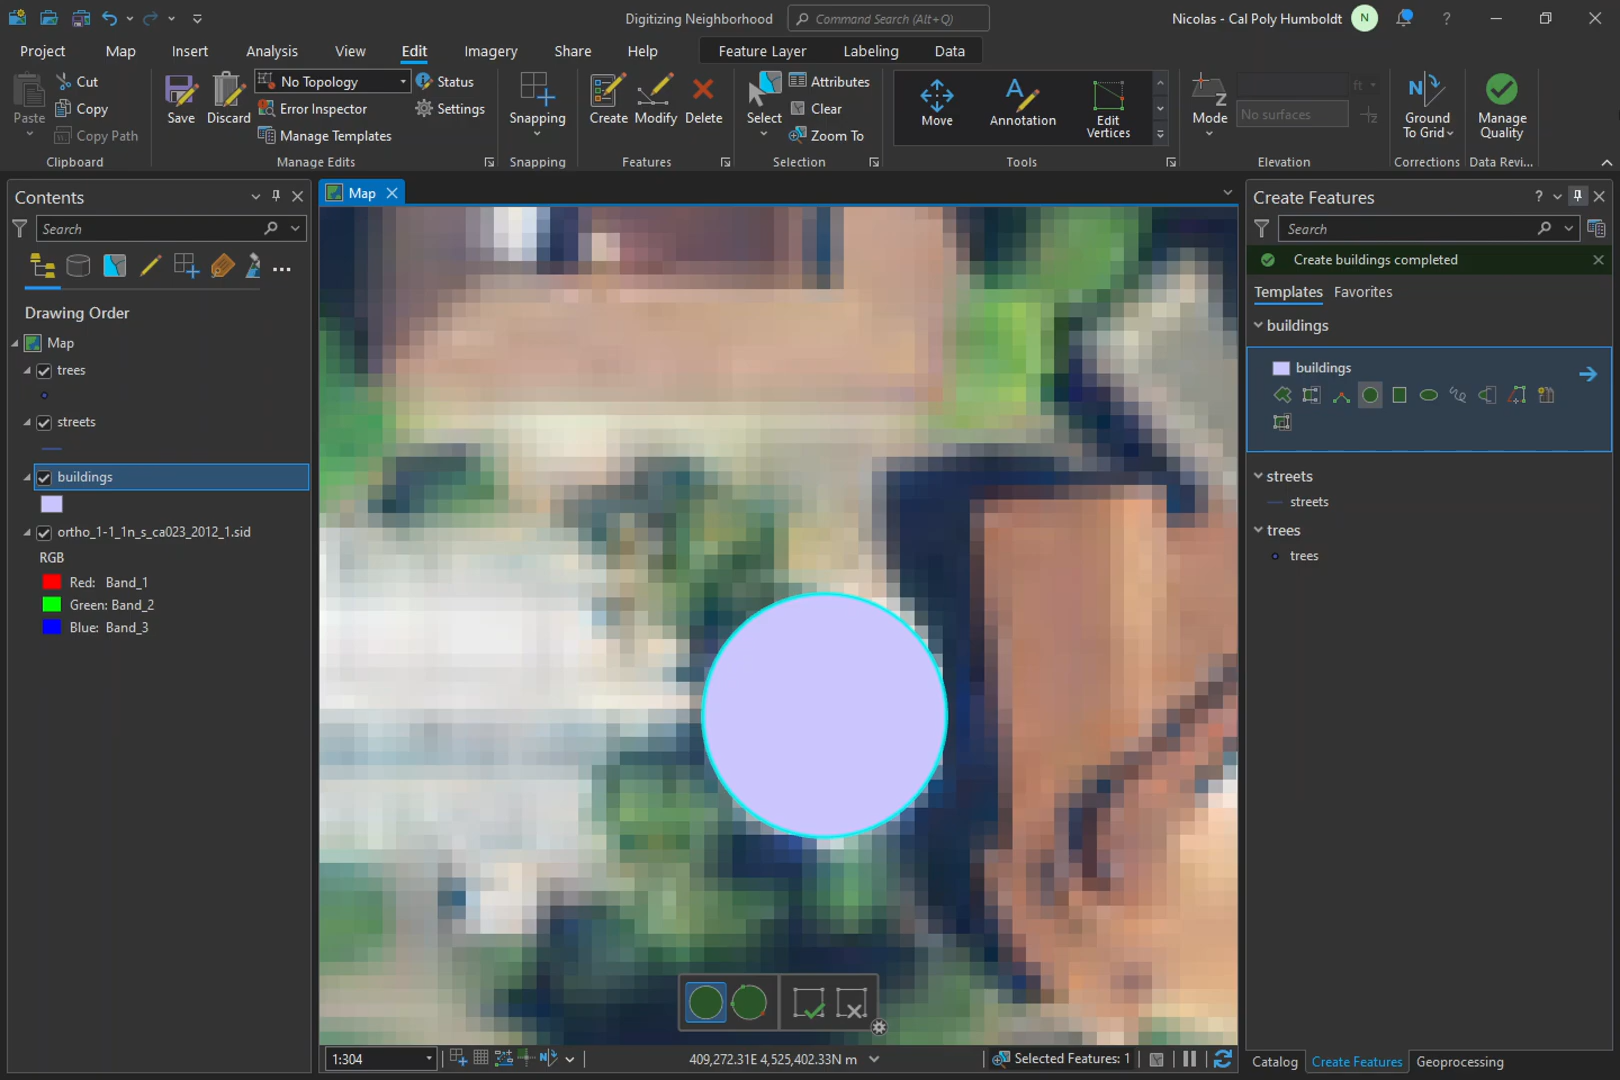 Digitizing Neighborhood
Command Search (Alt+Q)
Nicolas - Cal Poly Humboldt
N
?
Project
Map
Insert
Analysis
View
Edit
Imagery
Share
Help
Feature Layer
Labeling
Data
Paste
Cut
Copy
Copy Path
Clipboard
Save
Discard
No Topology
Error Inspector
Manage Templates
Status
Settings
Manage Edits
Snapping
Snapping
Create
Modify
Delete
Features
Select
Attributes
Clear
Zoom To
Selection
Move
Annotation
Edit
Vertices
Tools
Mode
ft
No surfaces
Elevation
Ground
To Grid
Corrections
Manage
Quality
Data Revi...
Contents
Search
Drawing Order
Map
trees
streets
buildings
ortho_1-1_1n_s_ca023_2012_1.sid
RGB
Red: Band_1
Green: Band_2
Blue: Band_3
Map
1:304
409,272.31E 4,525,402.33N m
Selected Features: 1
Create Features
?
Search
Create buildings completed
Templates
Favorites
buildings
buildings
streets
streets
trees
trees
Catalog
Create Features
Geoprocessing